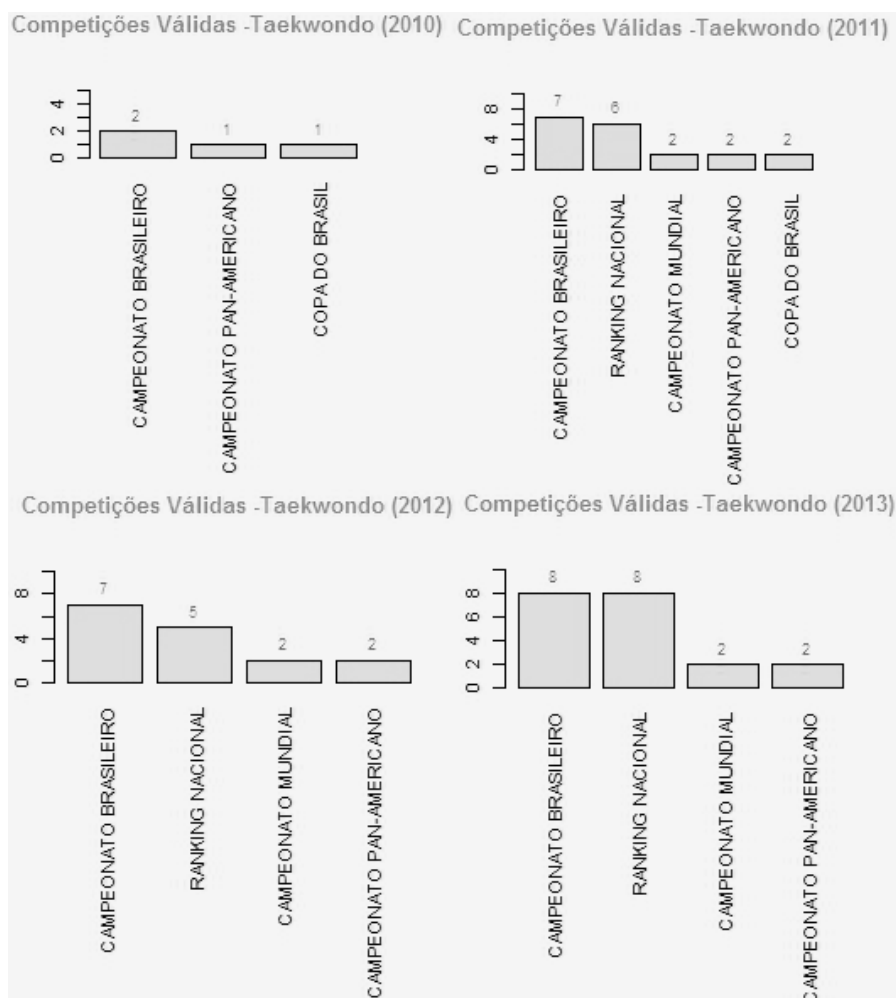 Competições Válidas -Taekwondo (2010)
4
2
0
2
1
1
CAMPEONATO BRASILEIRO
CAMPEONATO PAN-AMERICANO
COPA DO BRASIL
Competições Válidas -Taekwondo (2011)
8
4
0
7
6
2
2
2
CAMPEONATO BRASILEIRO
RANKING NACIONAL
CAMPEONATO MUNDIAL
CAMPEONATO PAN-AMERICANO
COPA DO BRASIL
Competições Válidas -Taekwondo (2012)
8
4
0
7
5
2
2
CAMPEONATO BRASILEIRO
RANKING NACIONAL
CAMPEONATO MUNDIAL
CAMPEONATO PAN-AMERICANO
Competições Válidas -Taekwondo (2013)
8
6
4
2
0
8
8
2
2
CAMPEONATO BRASILEIRO
RANKING NACIONAL
CAMPEONATO MUNDIAL
CAMPEONATO PAN-AMERICANO